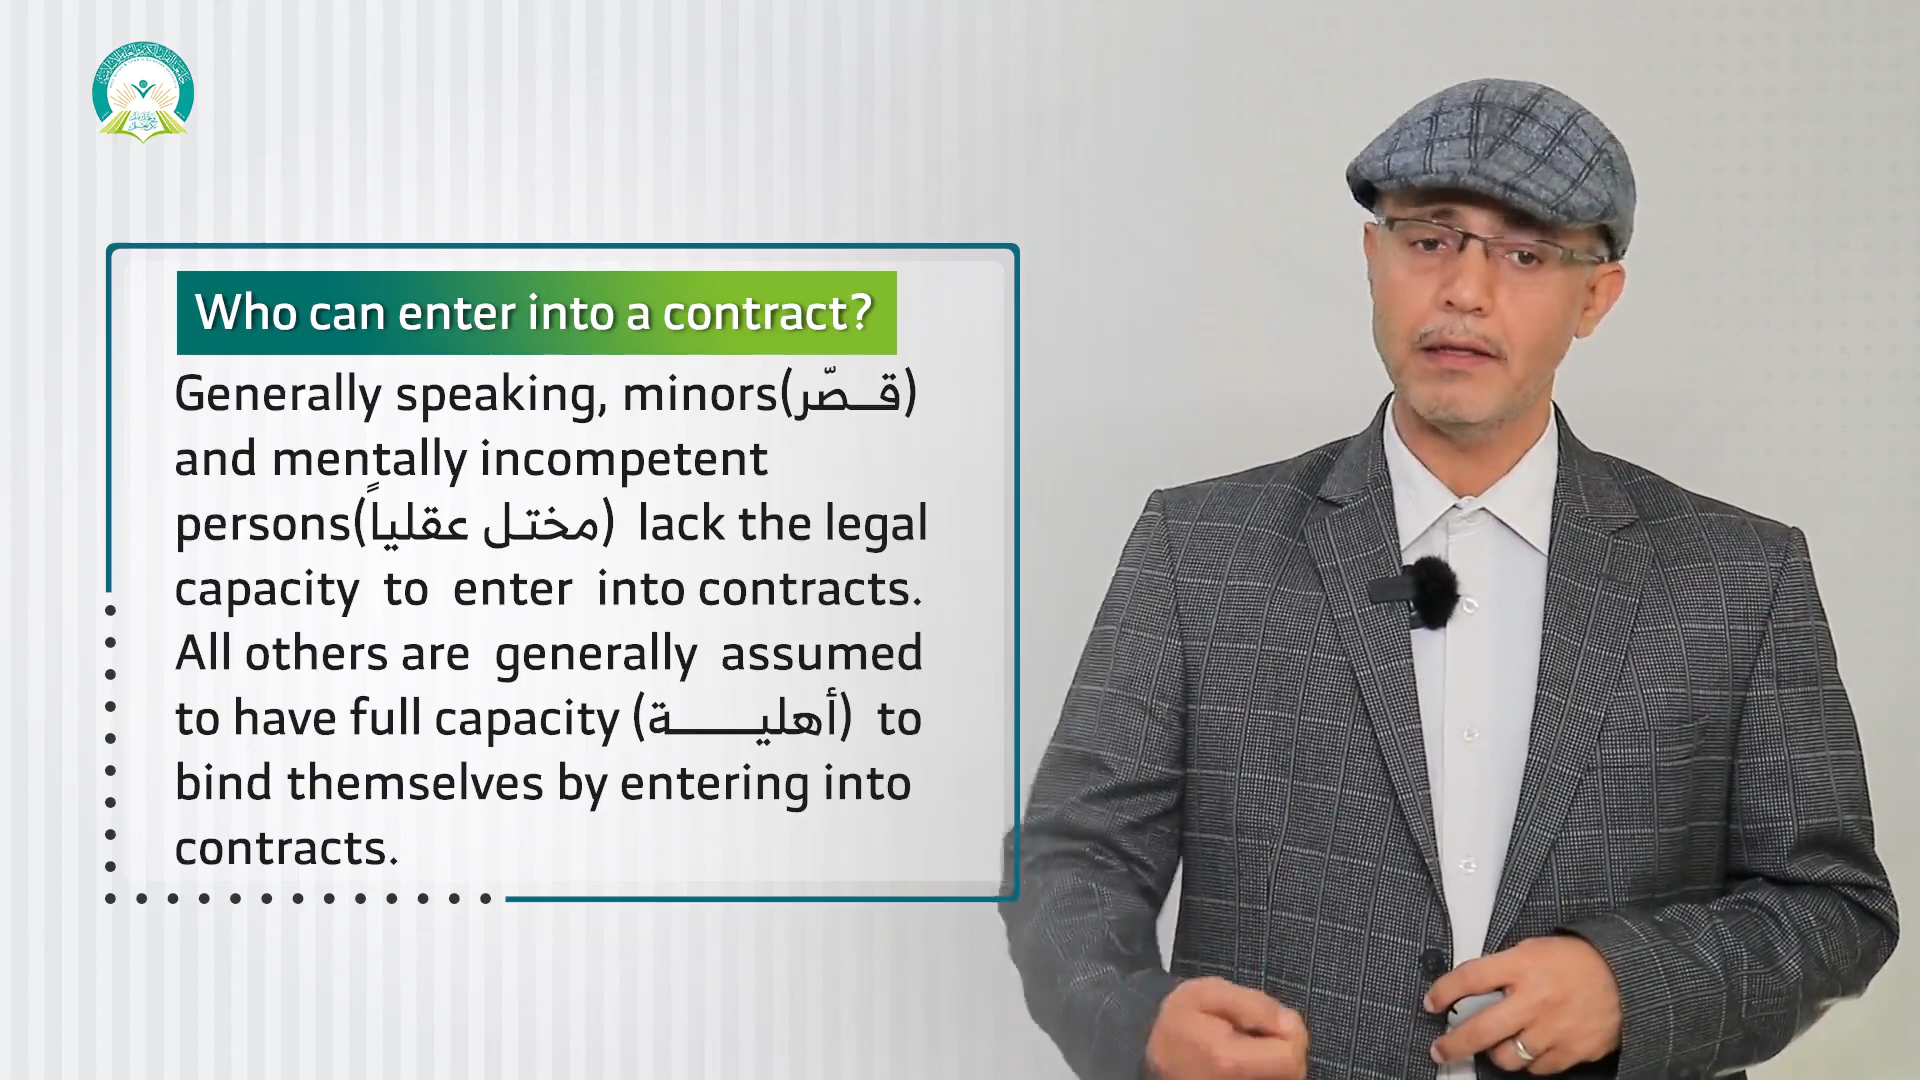 Who can enter into a contract?
Generally speaking, minors(قـصّر)
and mentally incompetent
persons(مختـل عقلياً) lack the legal
capacity to enter into contracts.
All others are generally assumed
to have full capacity (أهليـــــة) to
bind themselves by entering into
contracts.